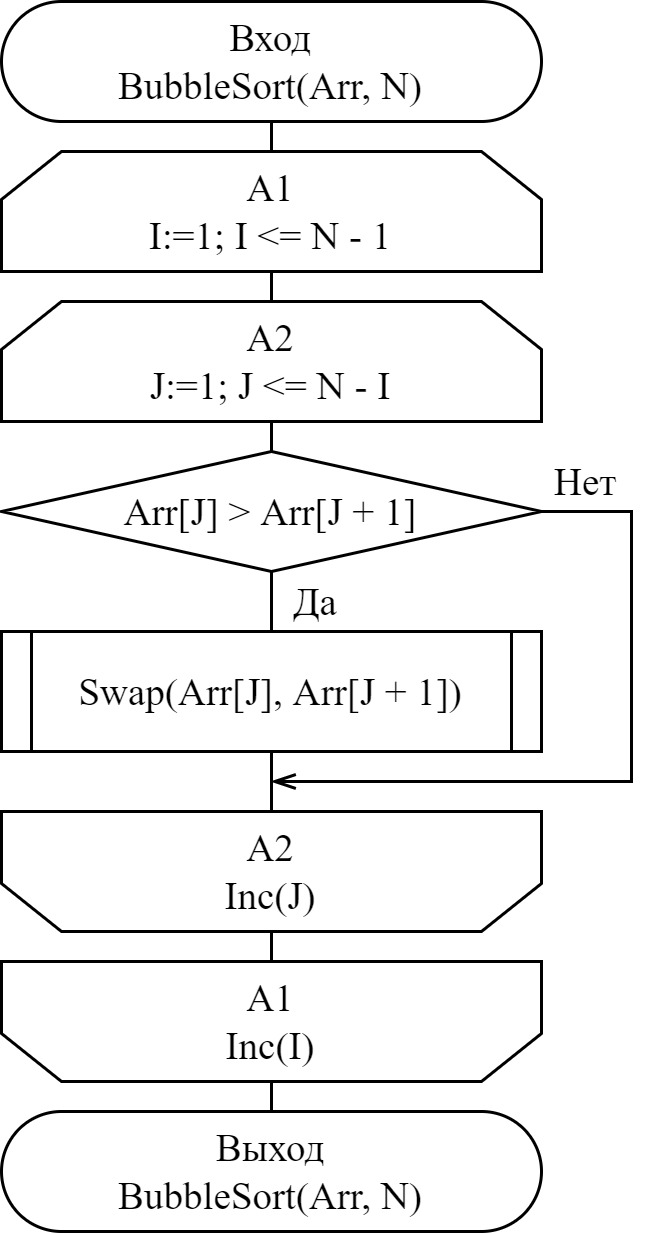 Вход
BubbleSort(Arr, N)
A1
I:=1; I <= N - 1
A2
J:=1; J <= N - I
Arr[J] > Arr[J + 1]
Нет
Да
Swap(Arr[J], Arr[J + 1])
A2
Inc(J)
A1
Inc(I)
Выход
BubbleSort(Arr, N)